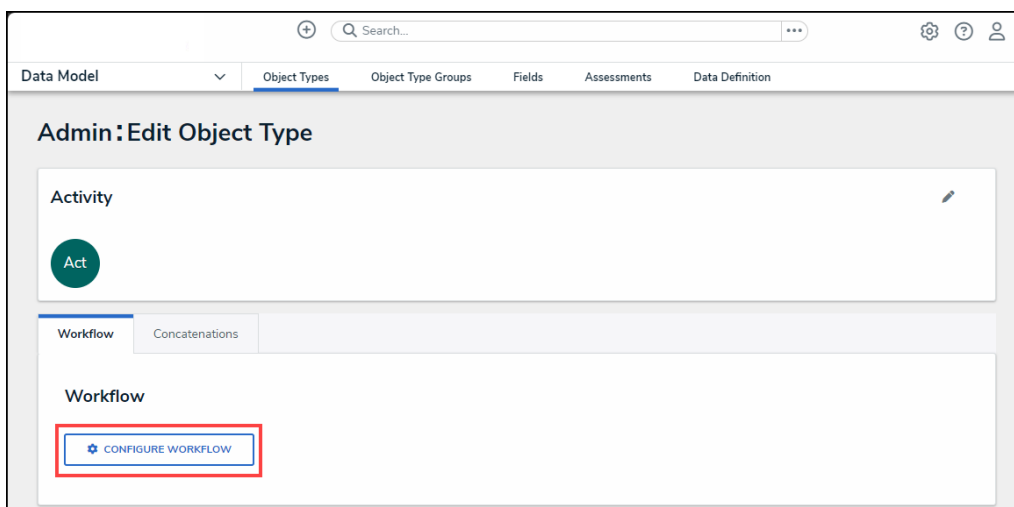 Search...
Data Model Object Types Object Type Groups Fields Assessments Data Definition
Admin:Edit Object Type
Activity
Act
Workflow Concatenations
Workflow
CONFIGURE WORKFLOW